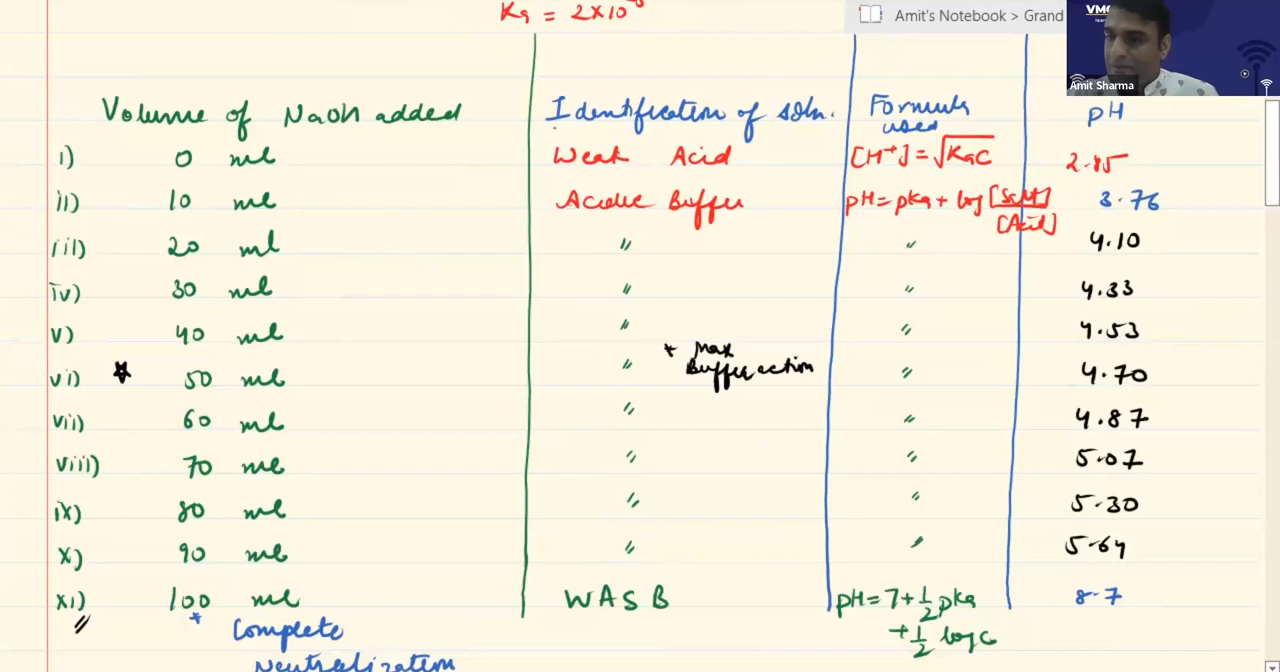 Ka = 2×10
Amit's Notebook > Grand
VMC
Amit Sharma
Volume of NaOH added | Identification of soln. | Formula used | pH
i) 0 ml | Weak Acid | [H+] = √KaC | 2.85
ii) 10 ml | Acidic Buffer | pH = pKa + log [Salt]/[Acid] | 3.76
iii) 20 ml | " | " | 4.10
iv) 30 ml | " | " | 4.33
v) 40 ml | " | " | 4.53
vi) ☆ 50 ml | " * Max Buffer action | " | 4.70
vii) 60 ml | " | " | 4.87
viii) 70 ml | " | " | 5.07
ix) 80 ml | " | " | 5.30
x) 90 ml | " | " | 5.64
xi) 100 ml | W A S B | pH = 7 + 1/2 pKa + 1/2 log C | 8.7
* Complete
Neutralization